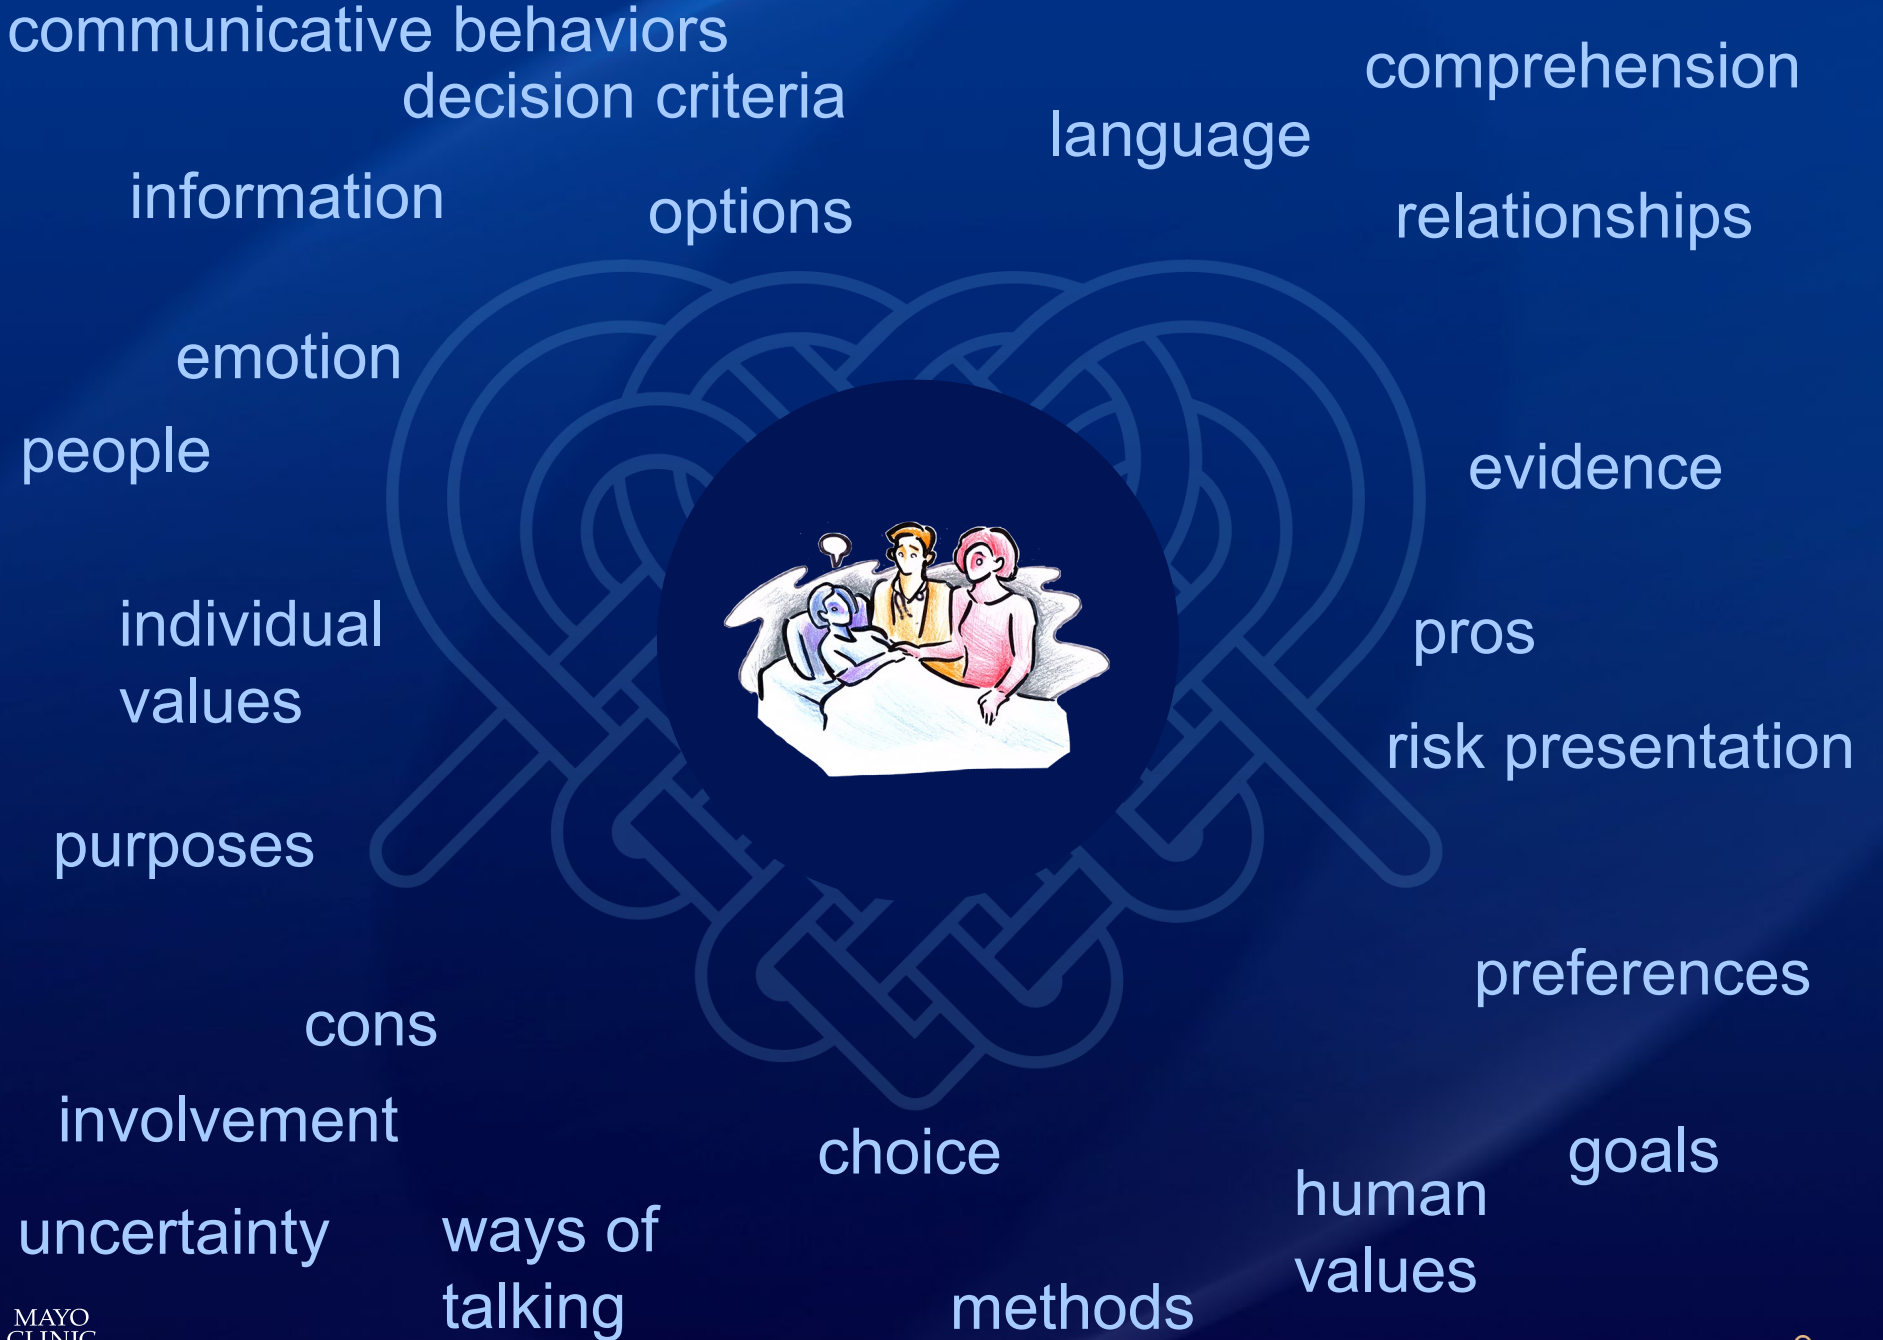 communicative behaviors
decision criteria
comprehension
language
information
options
relationships
emotion
people
evidence
individual
values
pros
risk presentation
purposes
preferences
cons
involvement
choice
goals
human
values
uncertainty
ways of
talking
methods
MAYO
CLINIC